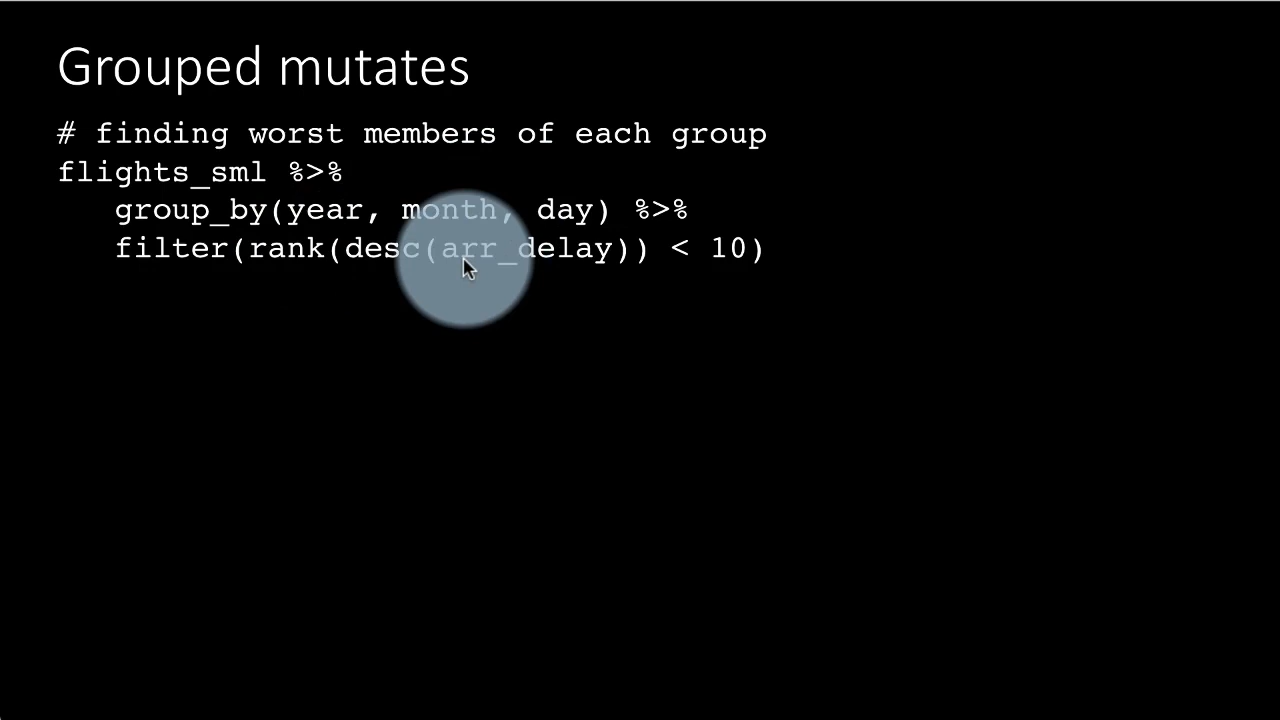 Grouped mutates
# finding worst members of each group
flights_sml %>%
   group_by(year, month, day) %>%
   filter(rank(desc(arr_delay)) < 10)